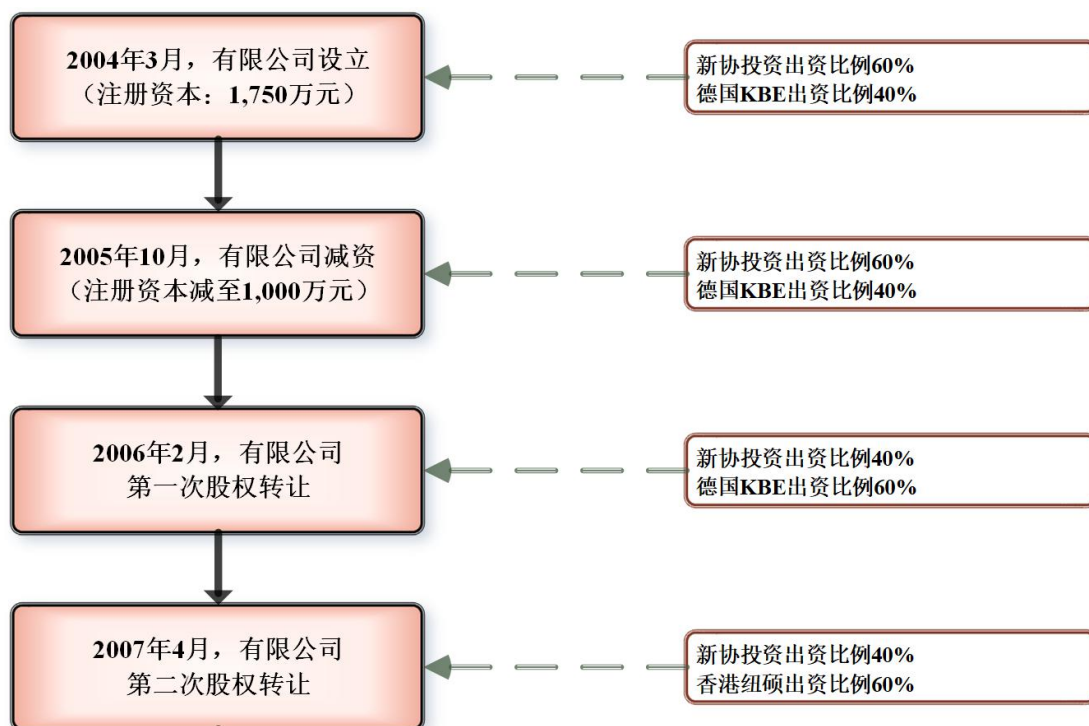 2004年3月，有限公司设立
（注册资本：1,750万元）
新协投资出资比例60%
德国KBE出资比例40%
2005年10月，有限公司减资
（注册资本减至1,000万元）
新协投资出资比例60%
德国KBE出资比例40%
2006年2月，有限公司
第一次股权转让
新协投资出资比例40%
德国KBE出资比例60%
2007年4月，有限公司
第二次股权转让
新协投资出资比例40%
香港纽硕出资比例60%